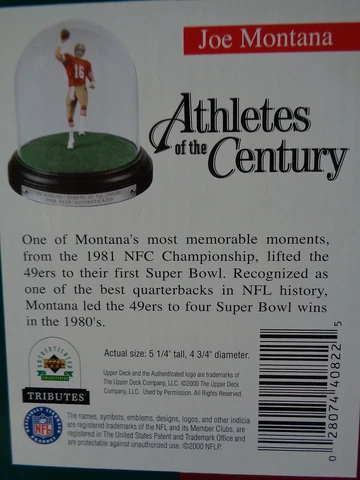 Joe Montana
16
Athletes
of the Century
One of Montana's most memorable moments,
from the 1981 NFC Championship, lifted the
49ers to their first Super Bowl. Recognized as
one of the best quarterbacks in NFL history,
Montana led the 49ers to four Super Bowl wins
in the 1980's.
Actual size: 5 1/4" tall, 4 3/4" diameter.
Upper Deck and the Authenticated logo are trademarks of
The Upper Deck Company, LLC. ©2000 The Upper Deck
Company, LLC. Used by Permission. All Rights Reserved.
TRIBUTES
NFL
The names, symbols, emblems, designs, logos, and other indicia
are registered trademarks of the NFL and its Member Clubs, are
registered in The United States Patent and Trademark Office and
are protectable against unauthorized use. ©2000 NFLP.
0 28074 14082 5